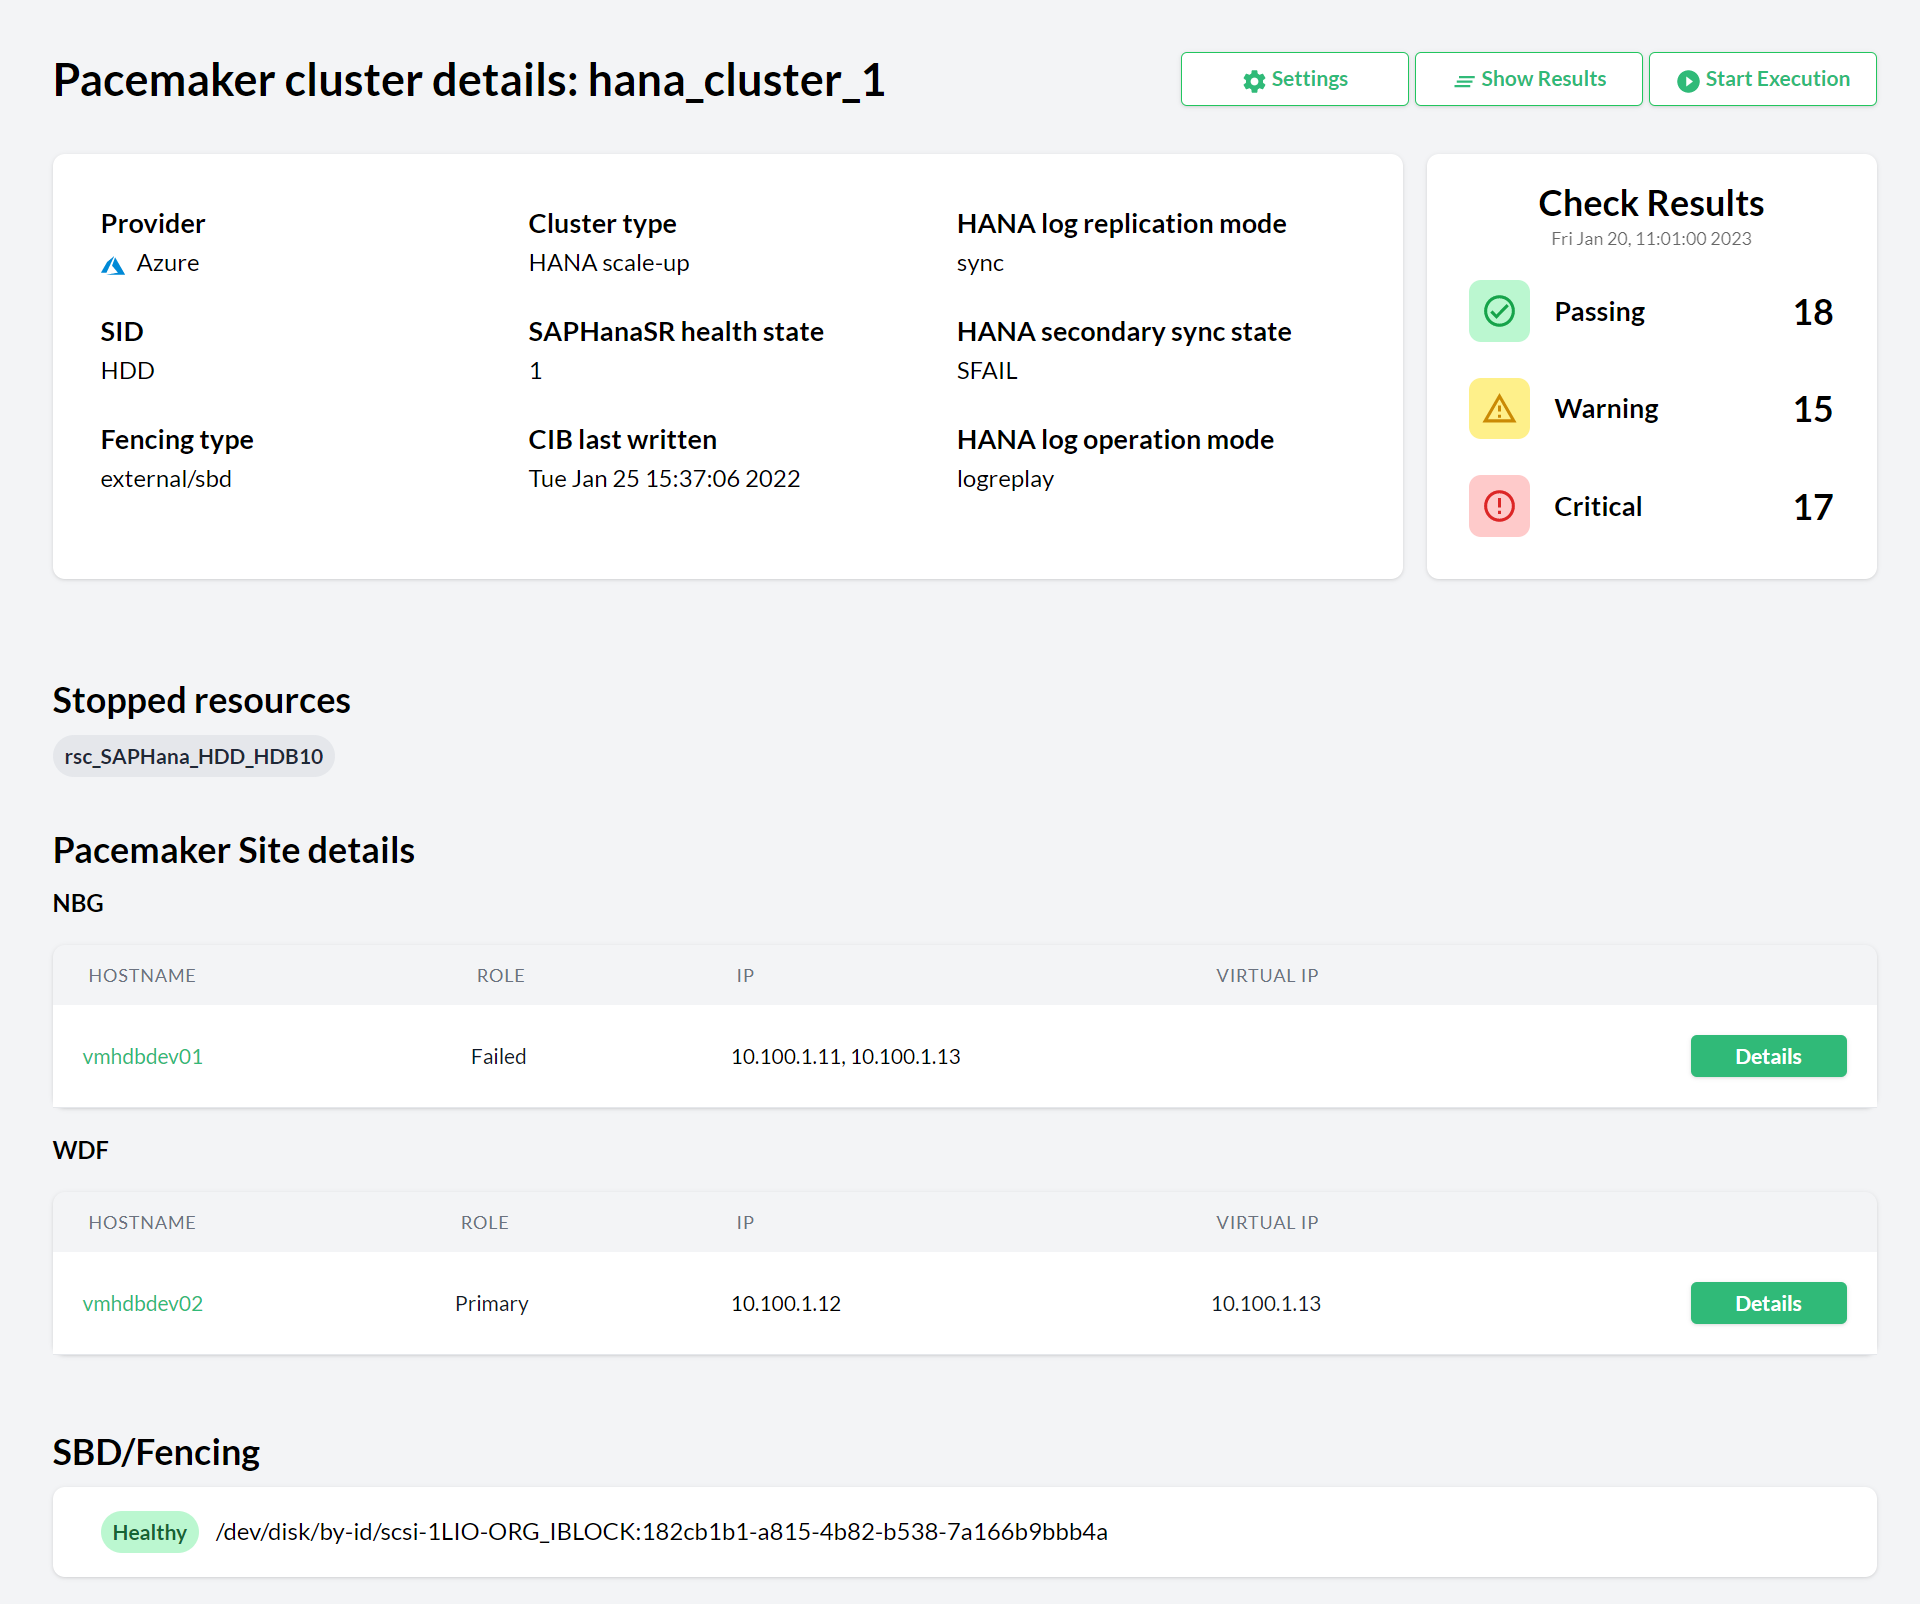 Pacemaker cluster details: hana_cluster_1
Settings
Show Results
Start Execution
Provider
Azure
Cluster type
HANA scale-up
HANA log replication mode
sync
SID
HDD
SAPHanaSR health state
1
HANA secondary sync state
SFAIL
Fencing type
external/sbd
CIB last written
Tue Jan 25 15:37:06 2022
HANA log operation mode
logreplay
Check Results
Fri Jan 20, 11:01:00 2023
Passing 18
Warning 15
Critical 17
Stopped resources
rsc_SAPHana_HDD_HDB10
Pacemaker Site details
NBG
HOSTNAME ROLE IP VIRTUAL IP
vmhdbdev01 Failed 10.100.1.11, 10.100.1.13 Details
WDF
HOSTNAME ROLE IP VIRTUAL IP
vmhdbdev02 Primary 10.100.1.12 10.100.1.13 Details
SBD/Fencing
Healthy /dev/disk/by-id/scsi-1LIO-ORG_IBLOCK:182cb1b1-a815-4b82-b538-7a166b9bbb4a